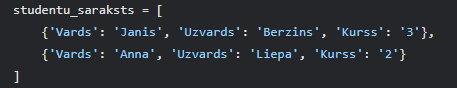 studentu_saraksts = [
    {'Vards': 'Janis', 'Uzvards': 'Berzins', 'Kurss': '3'},
    {'Vards': 'Anna', 'Uzvards': 'Liepa', 'Kurss': '2'}
]